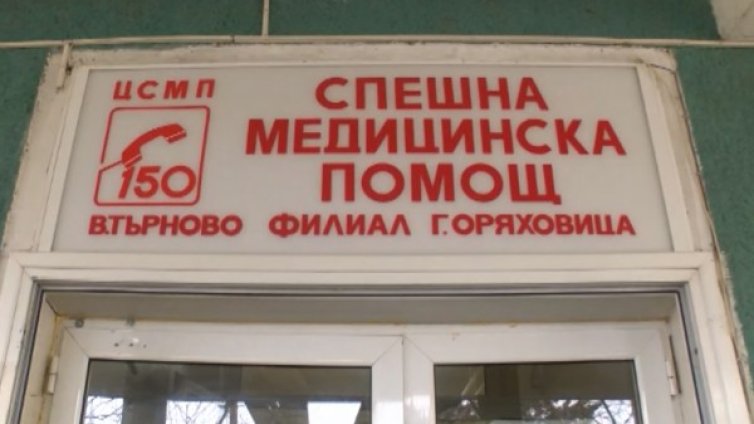 ЦСМП
150
СПЕШНА
МЕДИЦИНСКА
ПОМОЩ
В.ТЪРНОВО ФИЛИАЛ Г.ОРЯХОВИЦА